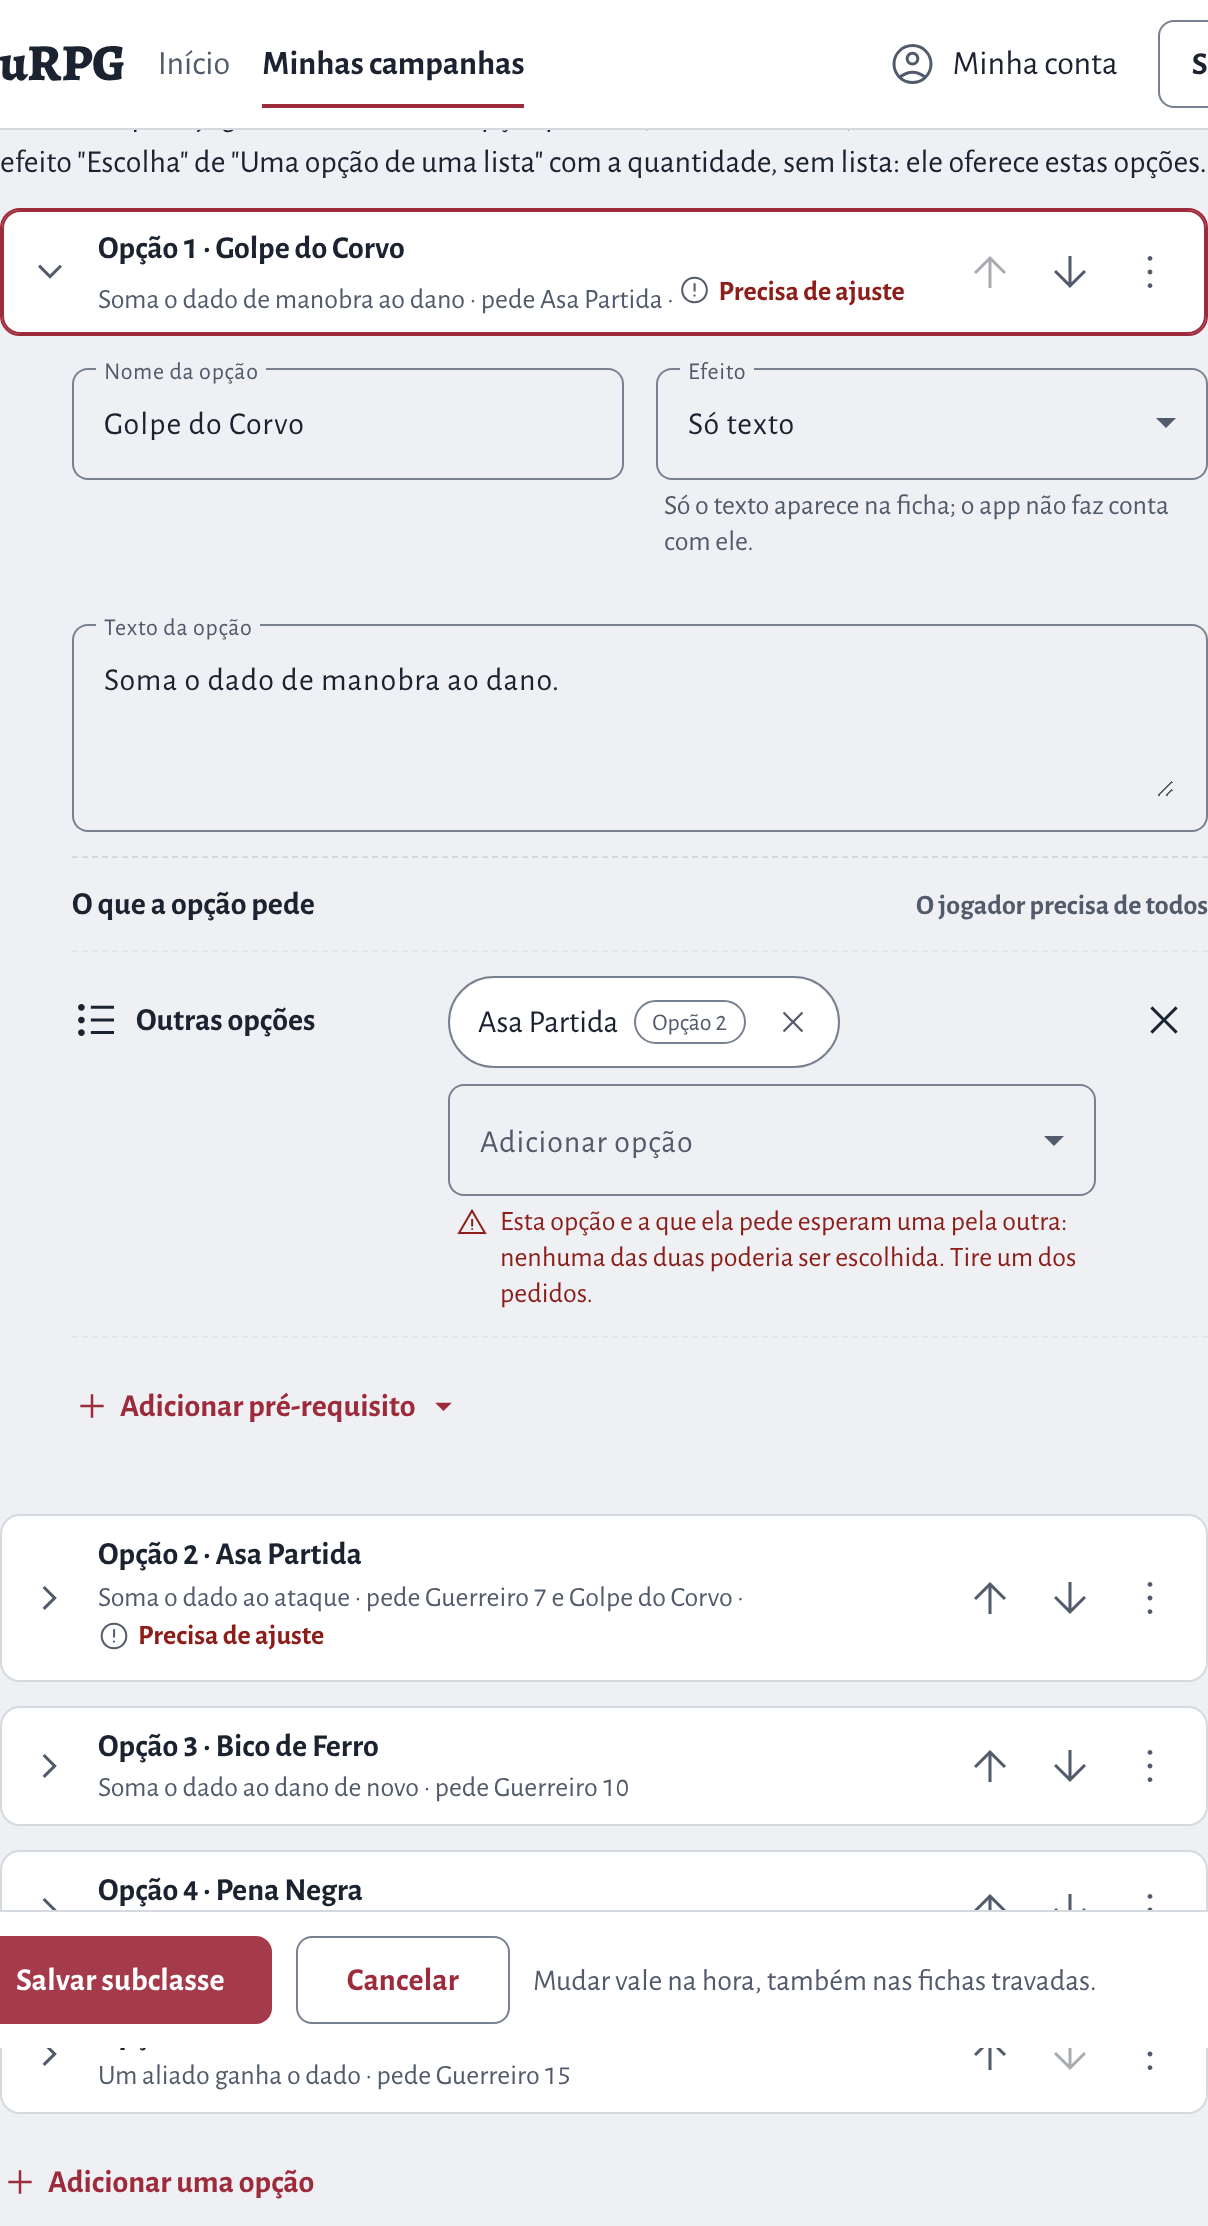 uRPG Início Minhas campanhas Minha conta S
efeito "Escolha" de "Uma opção de uma lista" com a quantidade, sem lista: ele oferece estas opções.
Opção 1 · Golpe do Corvo
Soma o dado de manobra ao dano · pede Asa Partida · Precisa de ajuste
Nome da opção
Golpe do Corvo
Efeito
Só texto
Só o texto aparece na ficha; o app não faz conta
com ele.
Texto da opção
Soma o dado de manobra ao dano.
O que a opção pede
O jogador precisa de todos
Outras opções
Asa Partida Opção 2
Adicionar opção
Esta opção e a que ela pede esperam uma pela outra:
nenhuma das duas poderia ser escolhida. Tire um dos
pedidos.
Adicionar pré-requisito
Opção 2 · Asa Partida
Soma o dado ao ataque · pede Guerreiro 7 e Golpe do Corvo ·
Precisa de ajuste
Opção 3 · Bico de Ferro
Soma o dado ao dano de novo · pede Guerreiro 10
Opção 4 · Pena Negra
Salvar subclasse
Cancelar
Mudar vale na hora, também nas fichas travadas.
Um aliado ganha o dado · pede Guerreiro 15
Adicionar uma opção